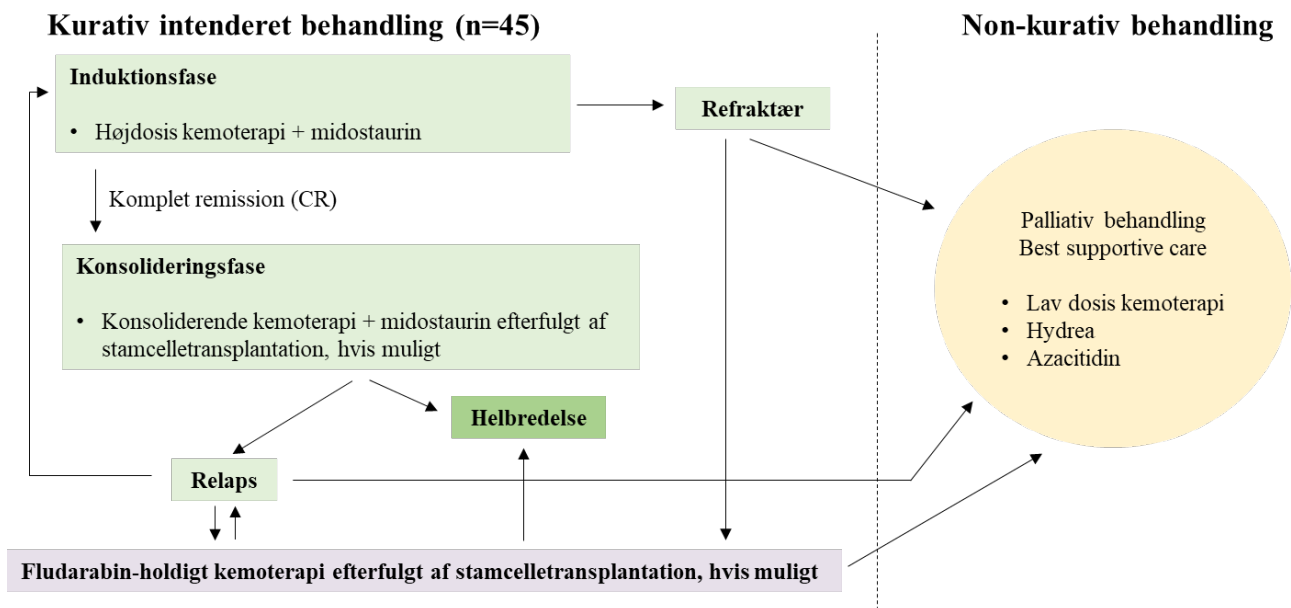 Kurativ intenderet behandling (n=45)
Non-kurativ behandling
Induktionsfase
• Højdosis kemoterapi + midostaurin
Refraktær
Komplet remission (CR)
Konsolideringsfase
• Konsoliderende kemoterapi + midostaurin efterfulgt af
stamcelletransplantation, hvis muligt
Palliativ behandling
Best supportive care
• Lav dosis kemoterapi
• Hydrea
• Azacitidin
Helbredelse
Relaps
Fludarabin-holdigt kemoterapi efterfulgt af stamcelletransplantation, hvis muligt